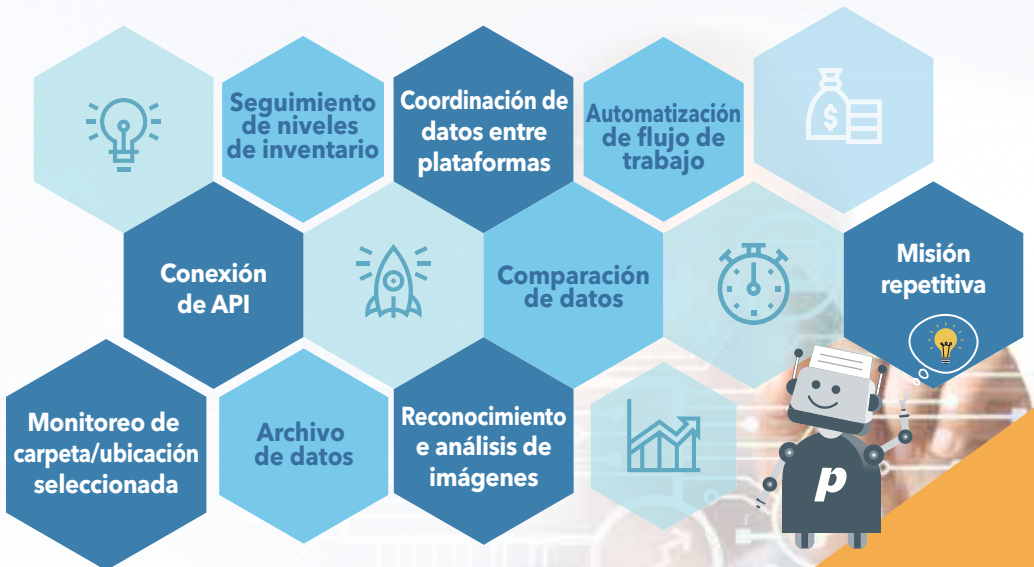 Seguimiento
de niveles
de inventario
Coordinación de
datos entre
plataformas
Automatización
de flujo de
trabajo
$
Conexión
de API
Comparación
de datos
Misión
repetitiva
Monitoreo de
carpeta/ubicación
seleccionada
Archivo
de datos
Reconocimiento
e análisis de
imágenes
p